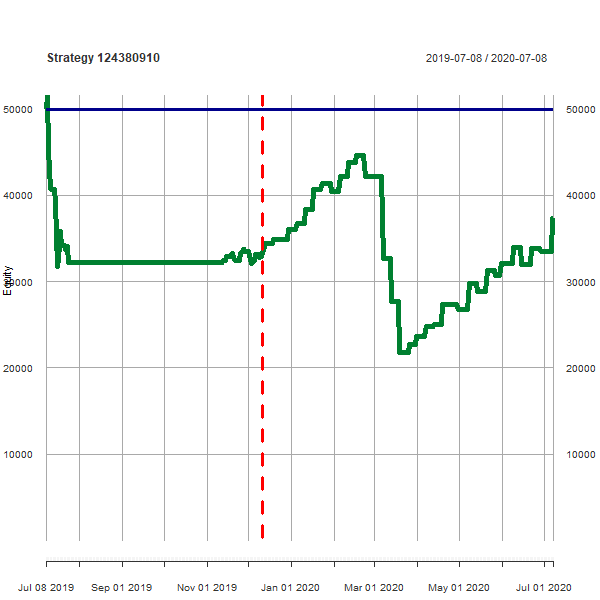 Strategy 124380910
2019-07-08 / 2020-07-08
50000 50000
40000 40000
30000 30000
20000 20000
10000 10000
Equity
Jul 08 2019 Sep 01 2019 Nov 01 2019 Jan 01 2020 Mar 01 2020 May 01 2020 Jul 01 2020